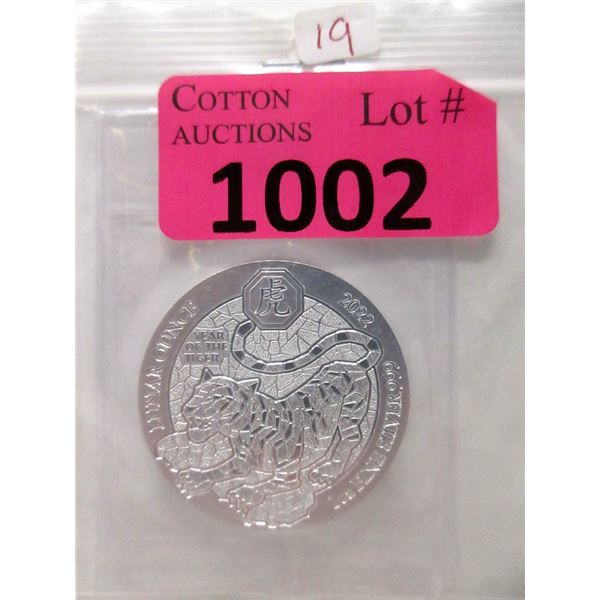 19
COTTON
AUCTIONS
Lot #
1002
虎
LUNAR OUNCE
YEAR
OF THE
TIGER
2022
1 oz FINE SILVER 999